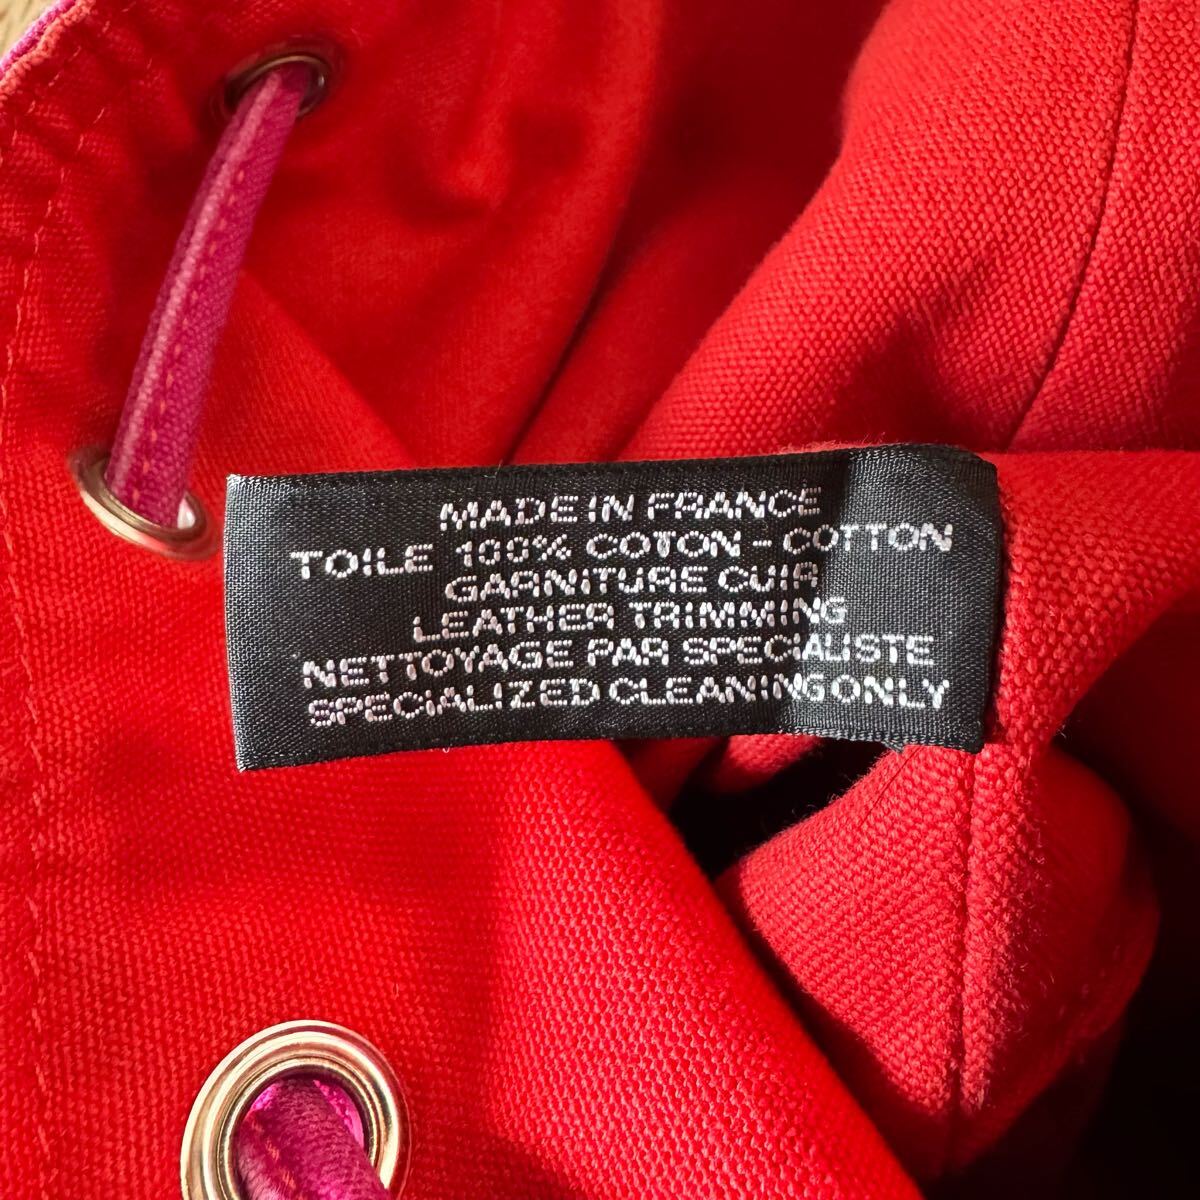 MADE IN FRANCE
TOILE 100% COTON - COTTON
GARNITURE CUIR
LEATHER TRIMMING
NETTOYAGE PAR SPECIALISTE
SPECIALIZED CLEANING ONLY